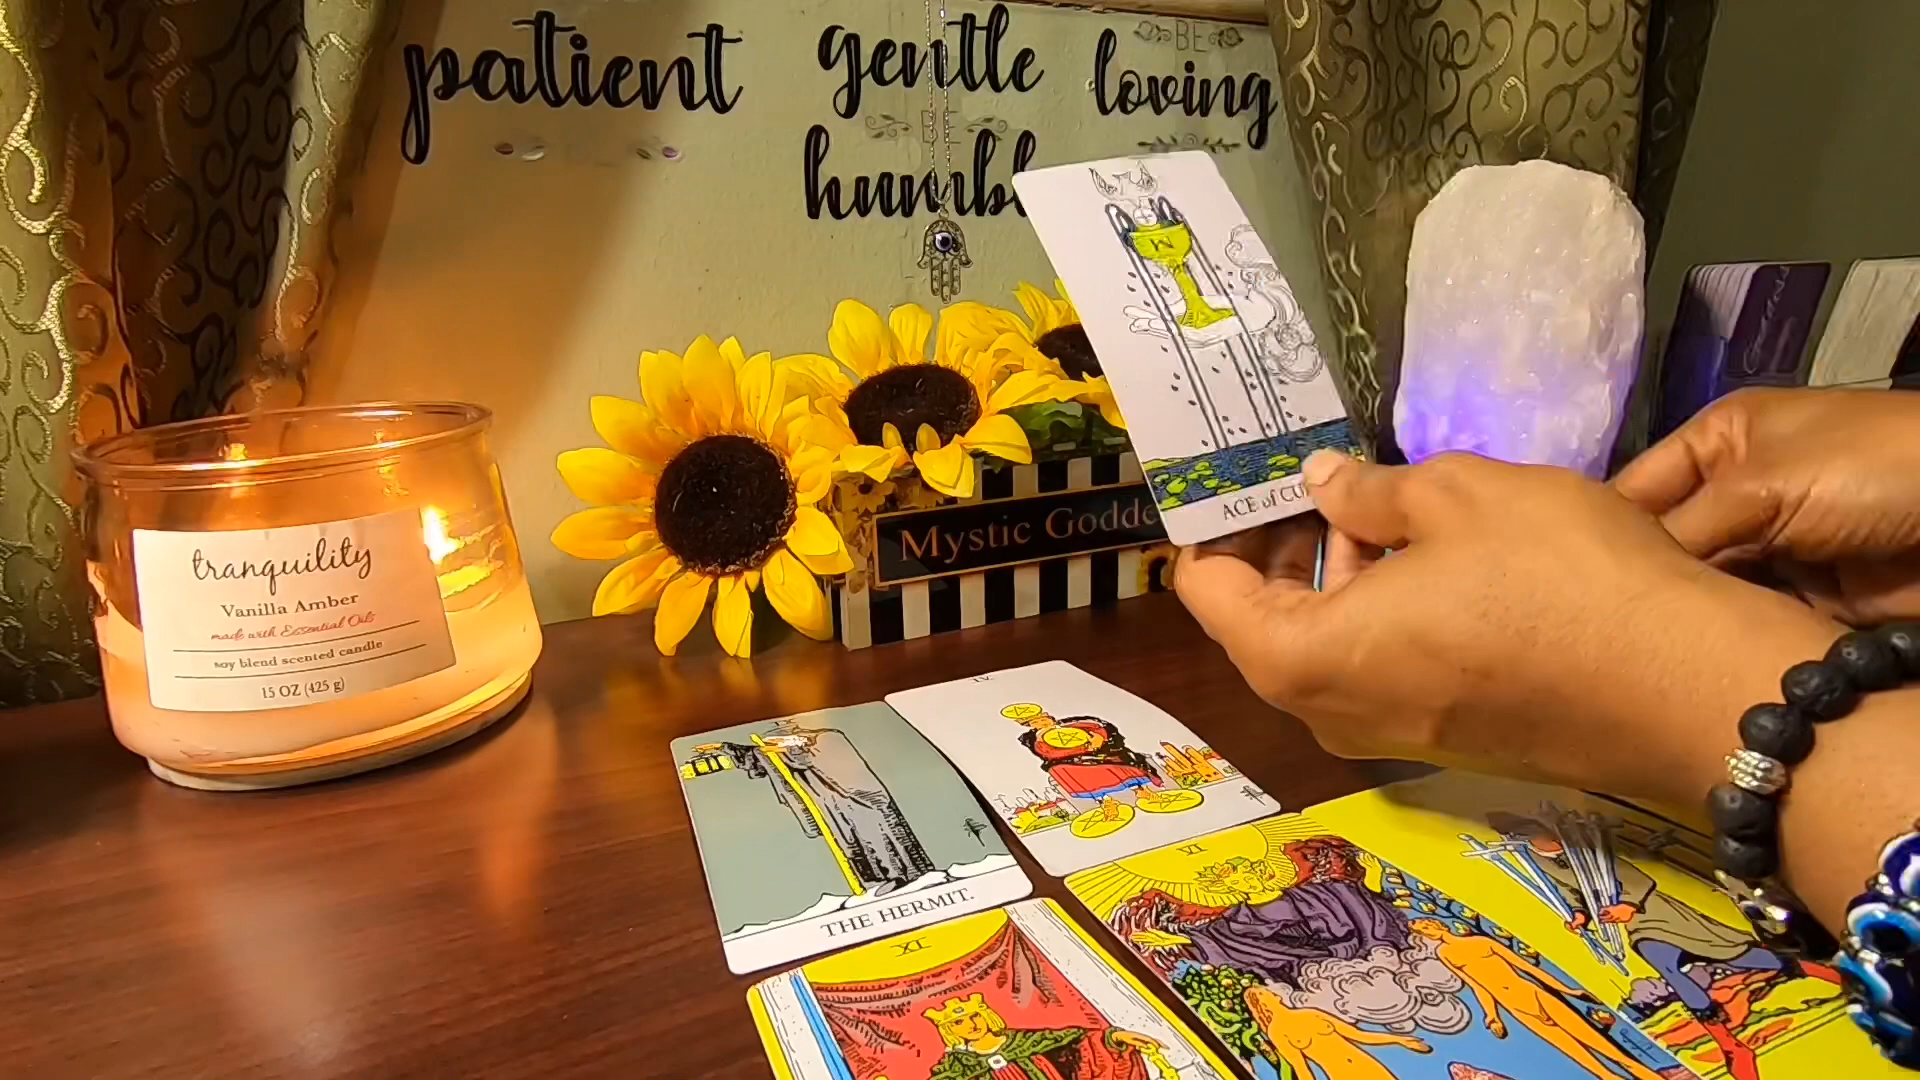 patient
gentle
BE
loving
BE
humbl
tranquility
Vanilla Amber
made with Essential Oils
soy blend scented candle
15 OZ (425 g)
Mystic Godde
ACE of CU
IX
THE HERMIT.
IV
VI
XI